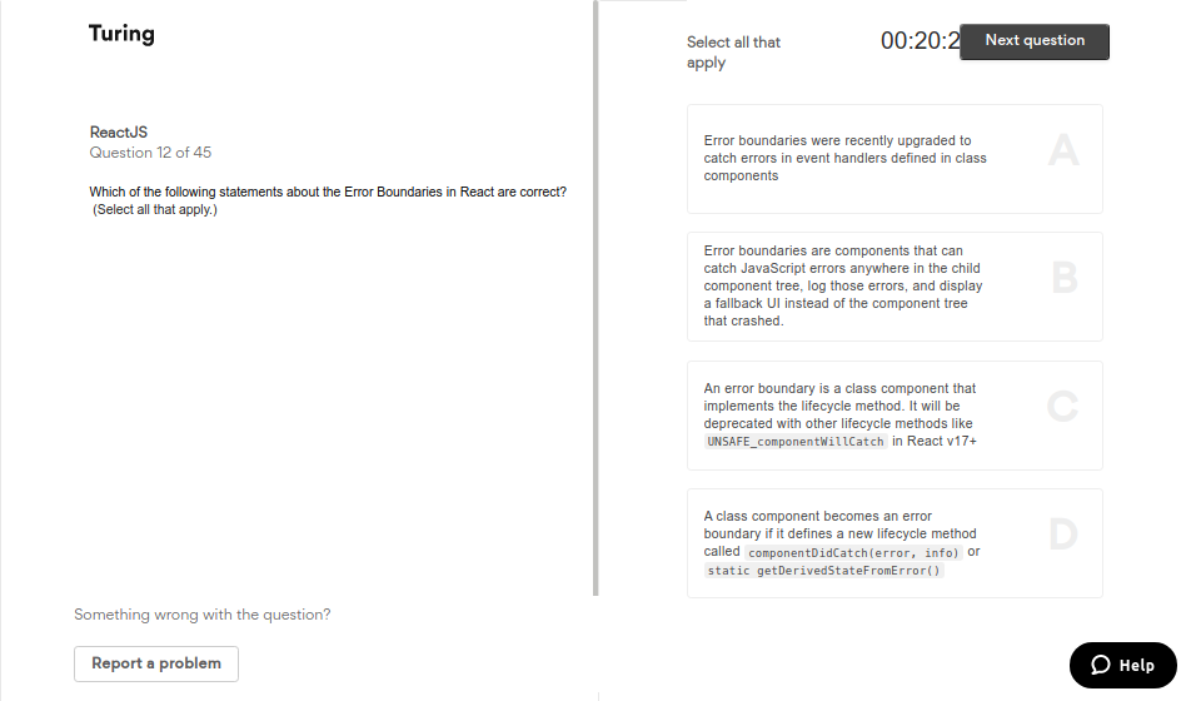 Turing
ReactJS
Question 12 of 45
Which of the following statements about the Error Boundaries in React are correct?
(Select all that apply.)
Something wrong with the question?
Report a problem
Select all that
apply
00:20:2
Next question
Error boundaries were recently upgraded to
catch errors in event handlers defined in class
components
A
Error boundaries are components that can
catch JavaScript errors anywhere in the child
component tree, log those errors, and display
a fallback UI instead of the component tree
that crashed.
B
An error boundary is a class component that
implements the lifecycle method. It will be
deprecated with other lifecycle methods like
UNSAFE_componentWillCatch in React v17+
C
A class component becomes an error
boundary if it defines a new lifecycle method
called componentDidCatch(error, info) or
static getDerivedStateFromError()
D
Help